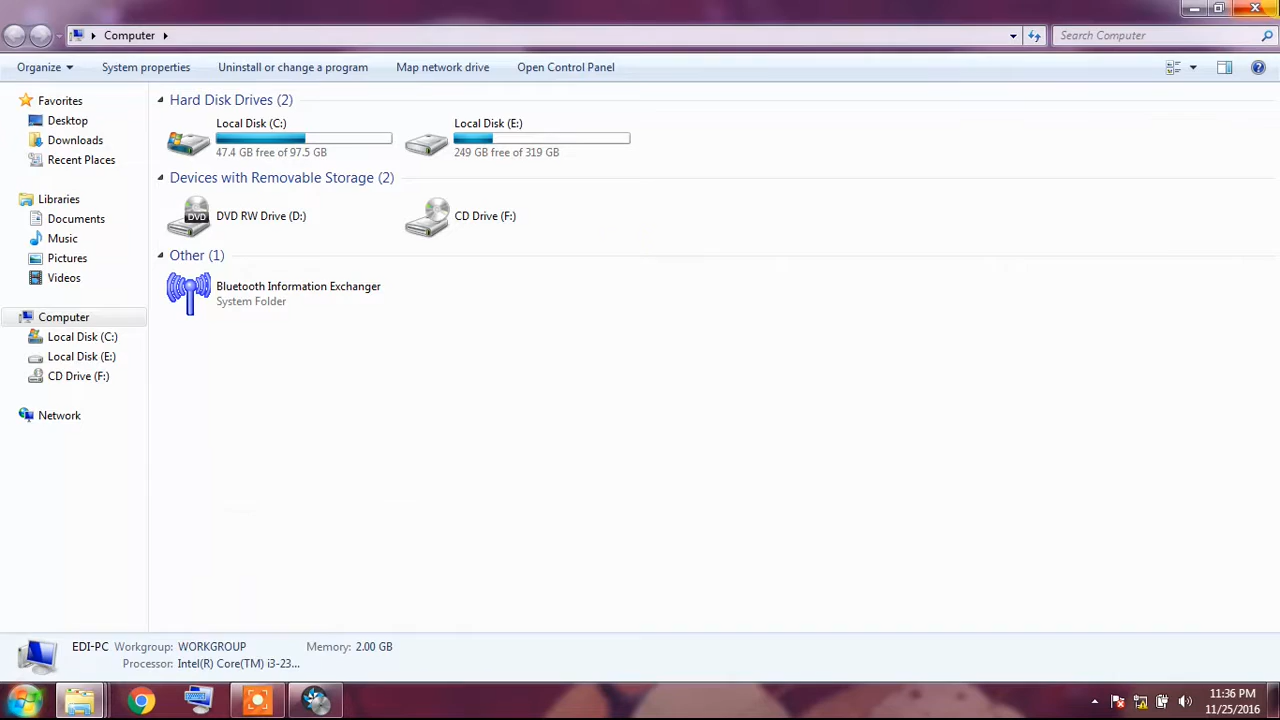 Computer
Search Computer
Organize
System properties
Uninstall or change a program
Map network drive
Open Control Panel
Favorites
Desktop
Downloads
Recent Places
Libraries
Documents
Music
Pictures
Videos
Computer
Local Disk (C:)
Local Disk (E:)
CD Drive (F:)
Network
Hard Disk Drives (2)
Local Disk (C:)
47.4 GB free of 97.5 GB
Local Disk (E:)
249 GB free of 319 GB
Devices with Removable Storage (2)
DVD
DVD RW Drive (D:)
CD Drive (F:)
Other (1)
Bluetooth Information Exchanger
System Folder
EDI-PC Workgroup: WORKGROUP Memory: 2.00 GB
Processor: Intel(R) Core(TM) i3-23...
11:36 PM
11/25/2016